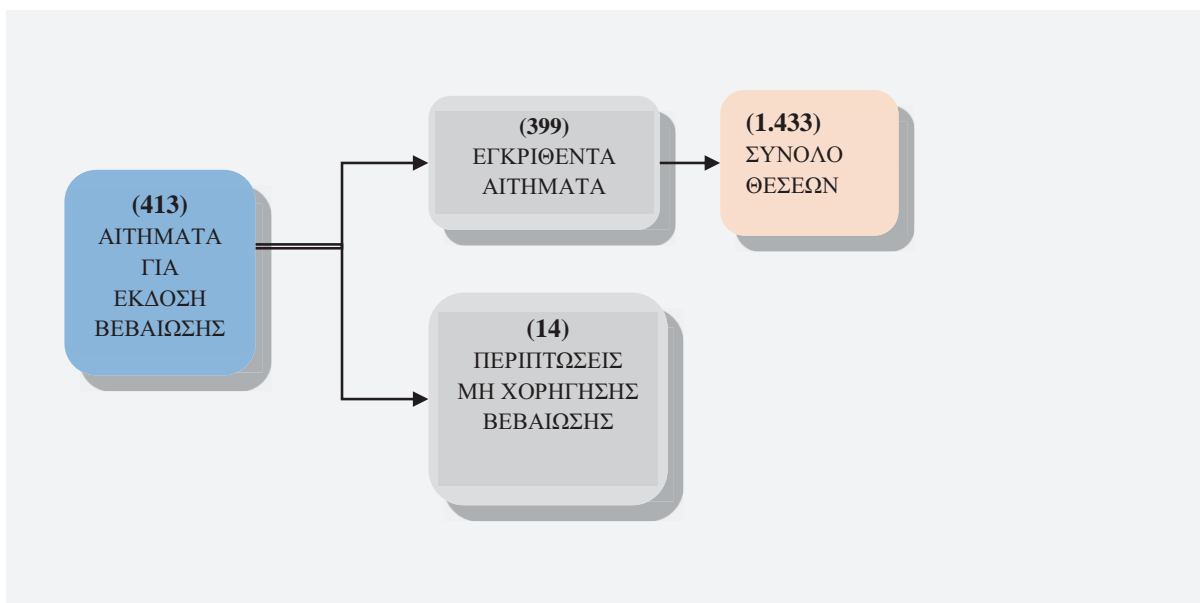 (413)
ΑΙΤΗΜΑΤΑ
ΓΙΑ
ΕΚΔΟΣΗ
ΒΕΒΑΙΩΣΗΣ
(399)
ΕΓΚΡΙΘΕΝΤΑ
ΑΙΤΗΜΑΤΑ
(1.433)
ΣΥΝΟΛΟ
ΘΕΣΕΩΝ
(14)
ΠΕΡΙΠΤΩΣΕΙΣ
ΜΗ ΧΟΡΗΓΗΣΗΣ
ΒΕΒΑΙΩΣΗΣ